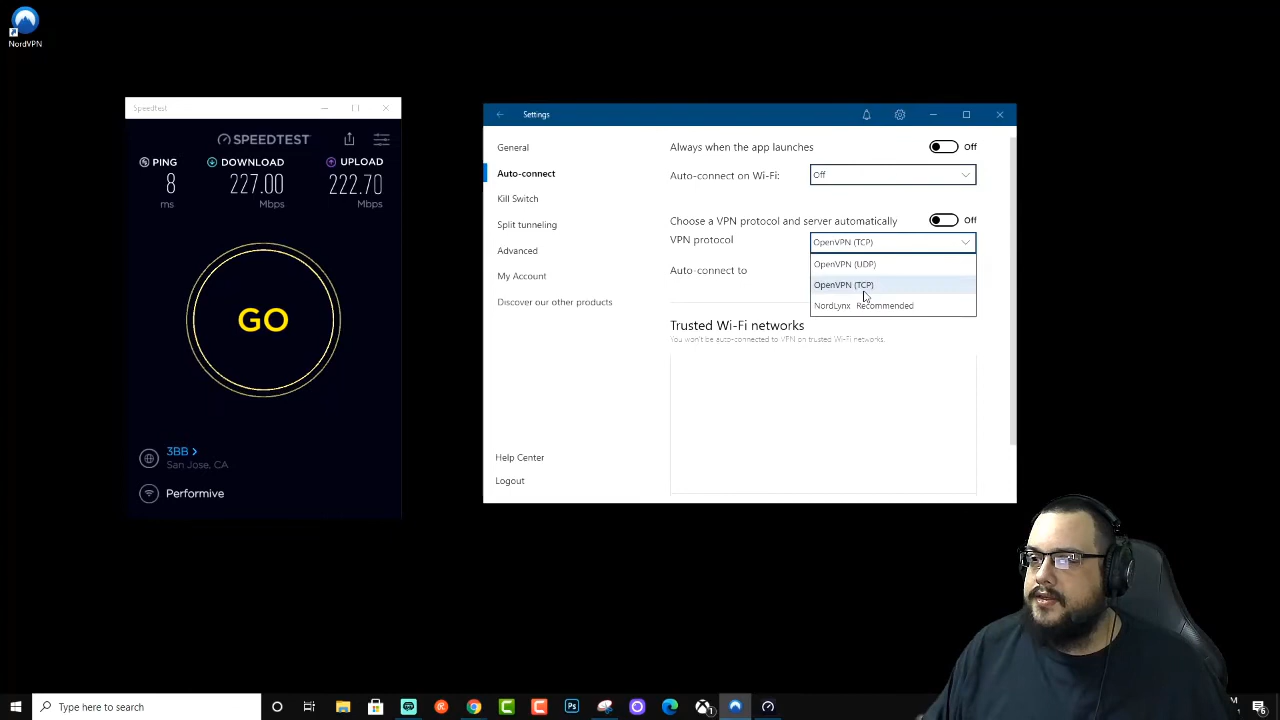 NordVPN
Speedtest
SPEEDTEST
PING DOWNLOAD UPLOAD
8 227.00 222.70
ms Mbps Mbps
GO
3BB >
San Jose, CA
Performive
Settings
General
Auto-connect
Kill Switch
Split tunneling
Advanced
My Account
Discover our other products
Help Center
Logout
Always when the app launches Off
Auto-connect on Wi-Fi: Off
Choose a VPN protocol and server automatically Off
VPN protocol OpenVPN (TCP)
OpenVPN (UDP)
Auto-connect to
OpenVPN (TCP)
NordLynx Recommended
Trusted Wi-Fi networks
You won't be auto-connected to VPN on trusted Wi-Fi networks.
Type here to search